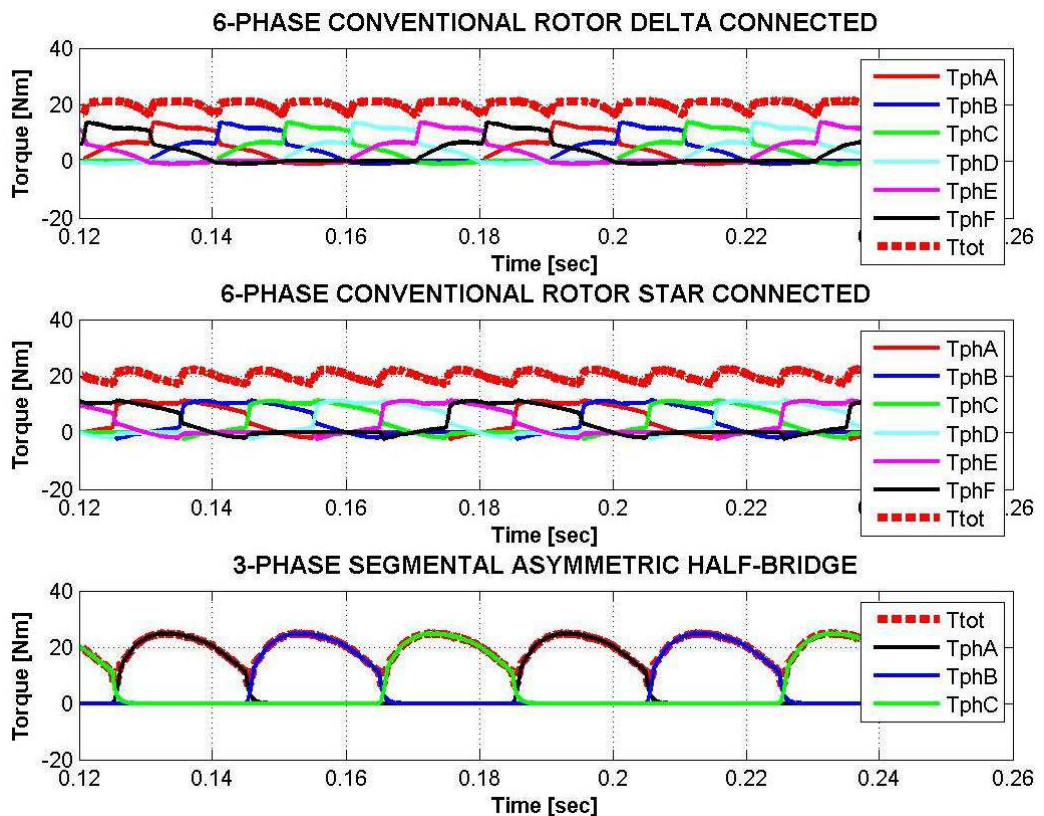 6-PHASE CONVENTIONAL ROTOR DELTA CONNECTED
Torque [Nm]
40
20
0
-20
0.12 0.14 0.16 0.18 0.2 0.22 0.26
Time [sec]
TphA
TphB
TphC
TphD
TphE
TphF
Ttot
6-PHASE CONVENTIONAL ROTOR STAR CONNECTED
Torque [Nm]
40
20
0
-20
0.12 0.14 0.16 0.18 0.2 0.22 0.26
Time [sec]
TphA
TphB
TphC
TphD
TphE
TphF
Ttot
3-PHASE SEGMENTAL ASYMMETRIC HALF-BRIDGE
Torque [Nm]
40
20
0
-20
0.12 0.14 0.16 0.18 0.2 0.22 0.24 0.26
Time [sec]
Ttot
TphA
TphB
TphC